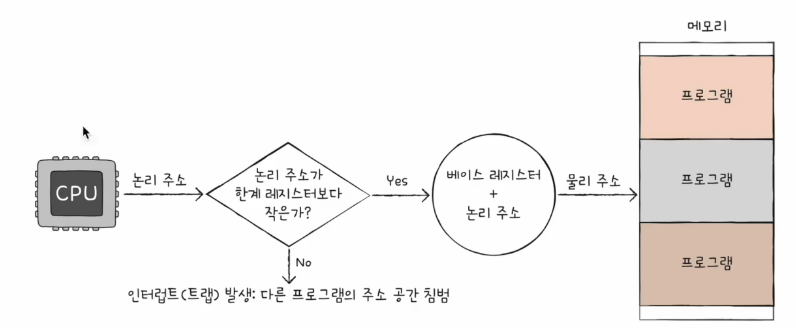 메모리
프로그램
프로그램
프로그램
CPU
논리 주소
논리 주소가
한계 레지스터보다
작은가?
Yes
베이스 레지스터
+
논리 주소
물리 주소
No
인터럽트(트랩) 발생: 다른 프로그램의 주소 공간 침범